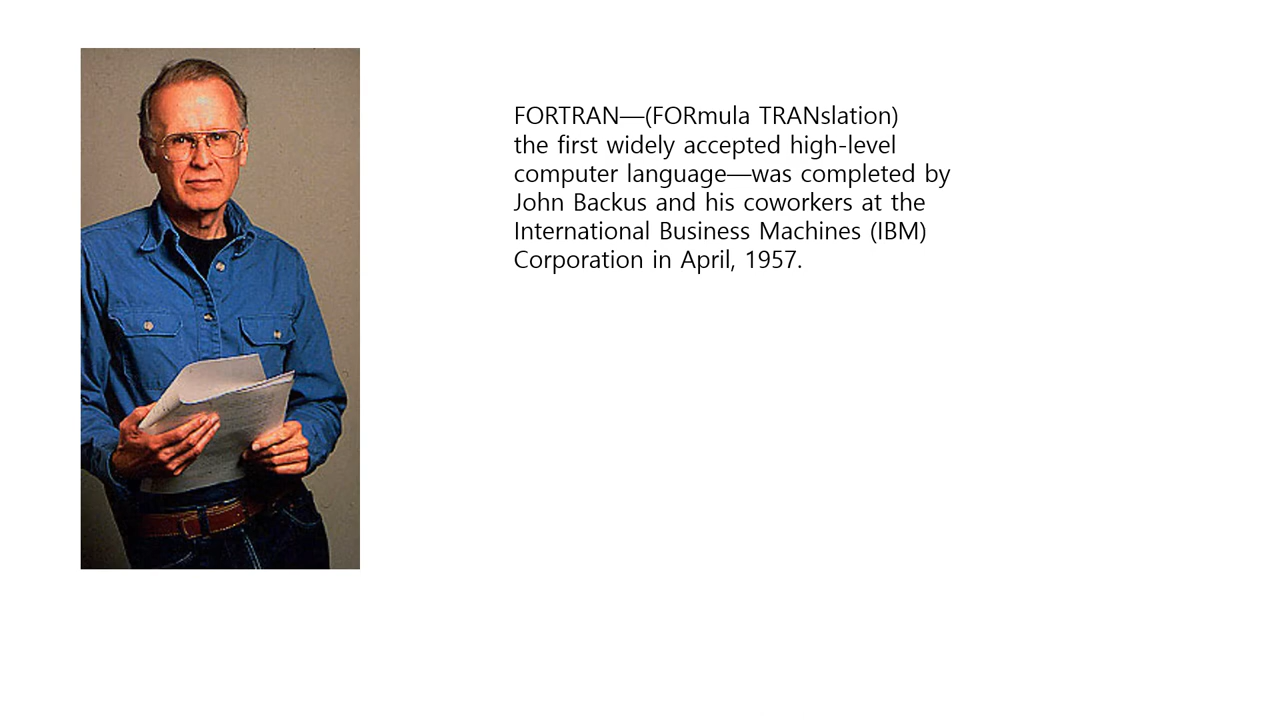 FORTRAN—(FORmula TRANslation)
the first widely accepted high-level
computer language—was completed by
John Backus and his coworkers at the
International Business Machines (IBM)
Corporation in April, 1957.